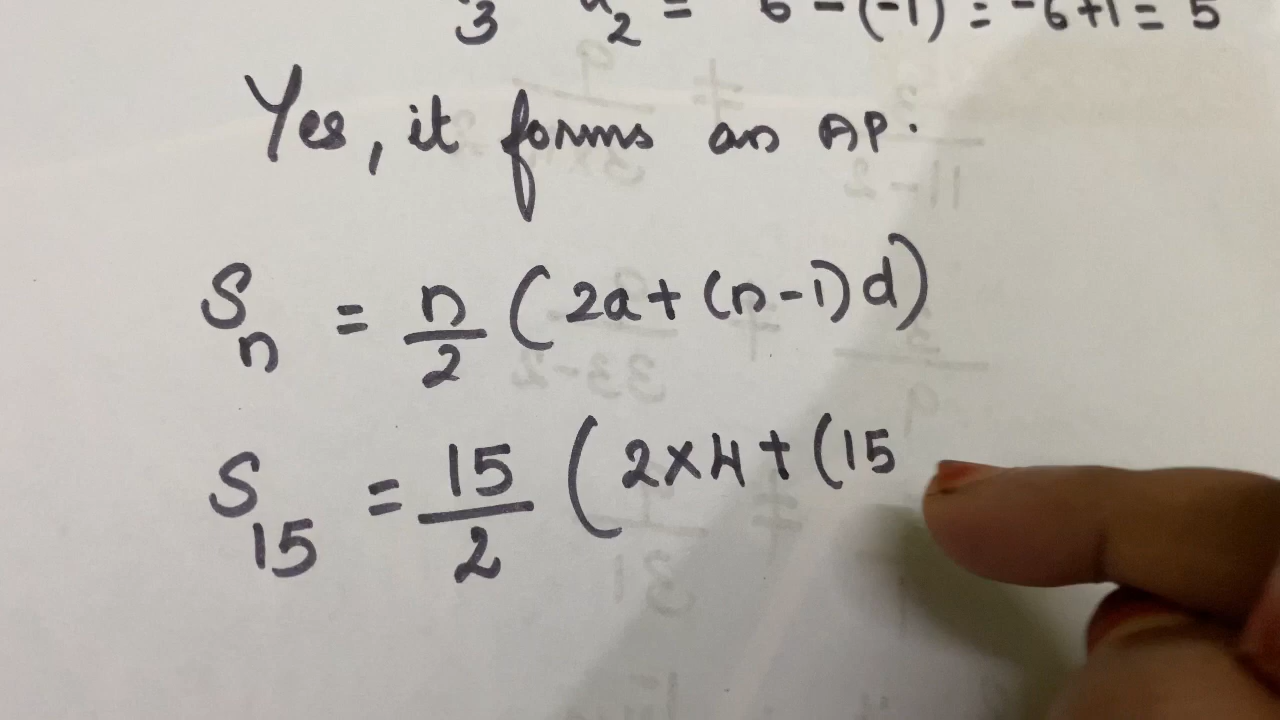 3 2 = 6 - (-1) = -6+1 = 5
Yes, it forms an AP.
Sn = n/2 (2a + (n-1)d)
S15 = 15/2 (2×4 + (15